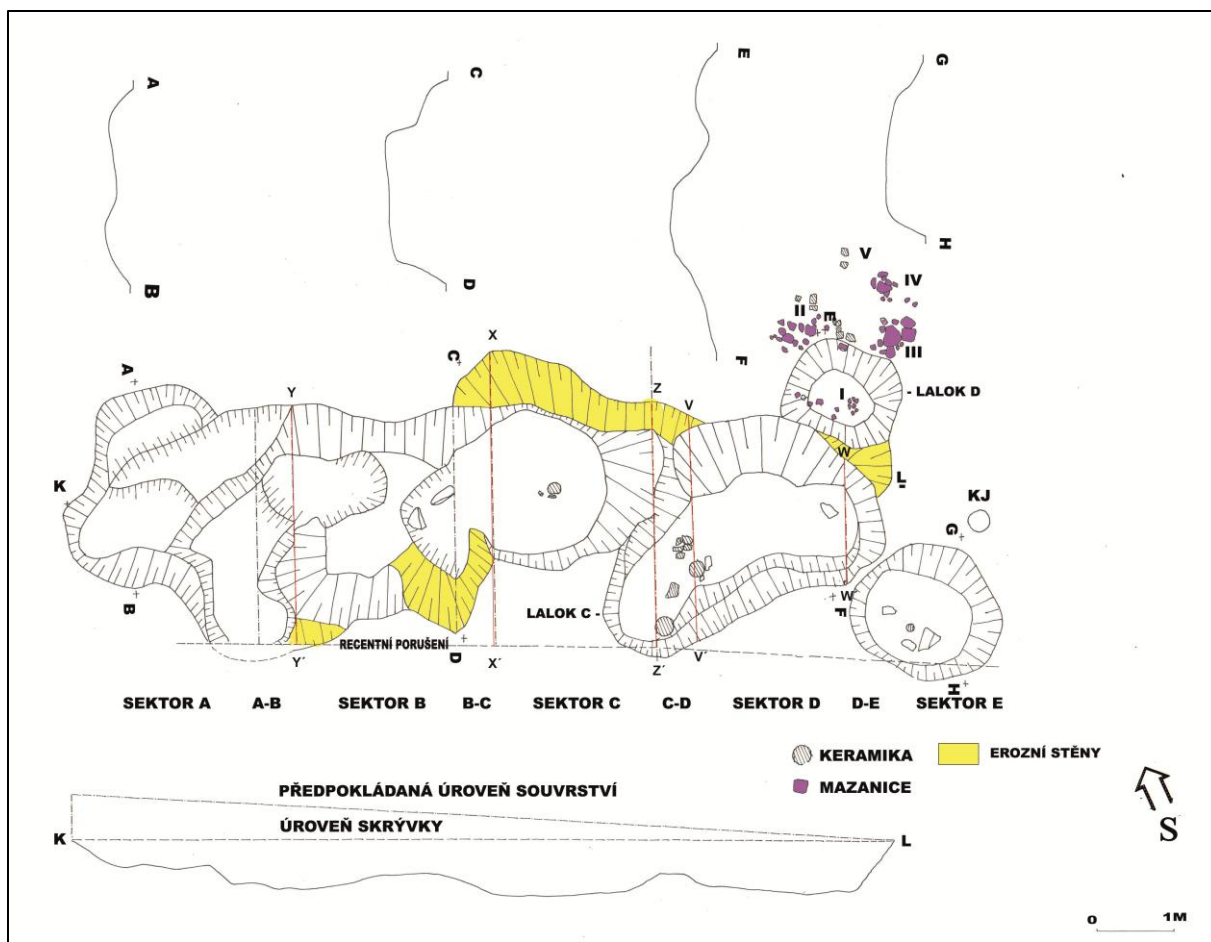 E
C
G
A
B
D
H
F
V
IV
II
E
III
X
C
A
Z
I
- LALOK D
Y
V
W
K
L
KJ
G
B
LALOK C -
W´
F
RECENTNÍ PORUŠENÍ
D
Y´
X´
Z´
V´
H
SEKTOR A A-B SEKTOR B B-C SEKTOR C C-D SEKTOR D D-E SEKTOR E
KERAMIKA
EROZNÍ STĚNY
MAZANICE
PŘEDPOKLÁDANÁ ÚROVEŇ SOUVRSTVÍ
ÚROVEŇ SKRÝVKY
K
L
S
0 1M